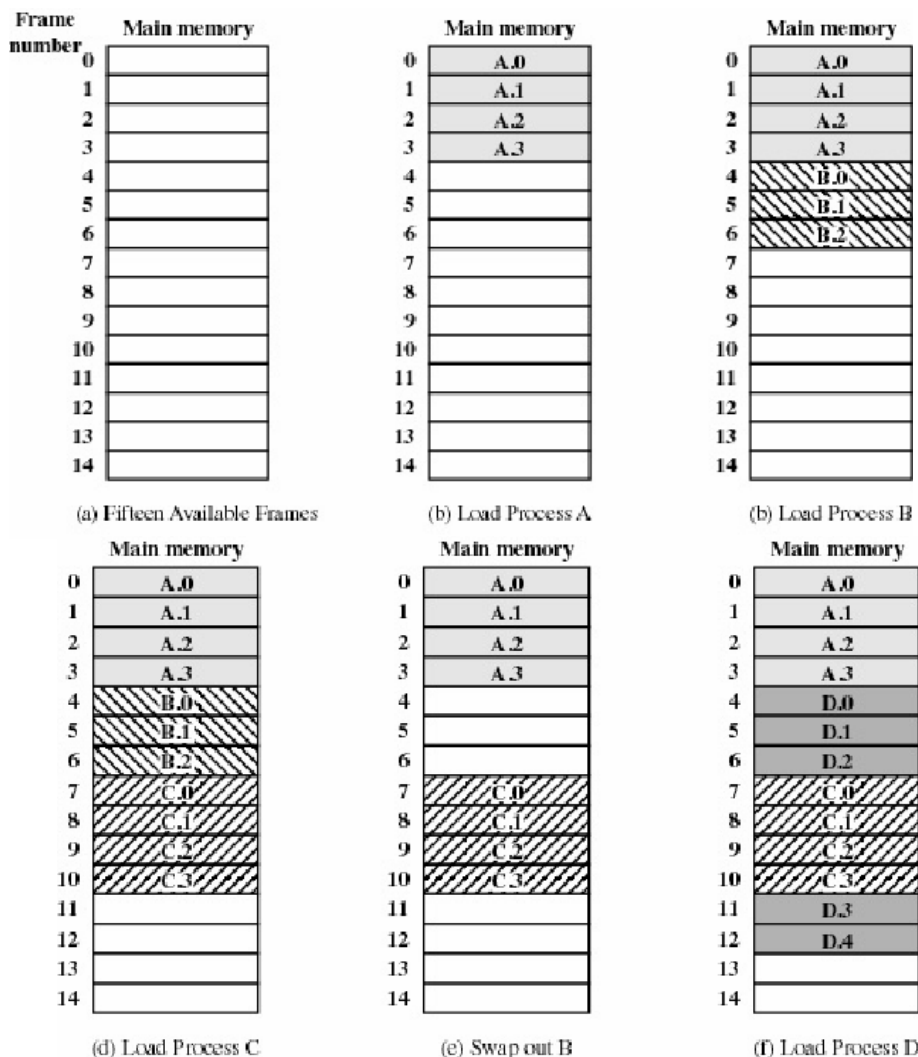 Frame number
Main memory
0
1
2
3
4
5
6
7
8
9
10
11
12
13
14
(a) Fifteen Available Frames
Main memory
0 A.0
1 A.1
2 A.2
3 A.3
4
5
6
7
8
9
10
11
12
13
14
(b) Load Process A
Main memory
0 A.0
1 A.1
2 A.2
3 A.3
4 B.0
5 B.1
6 B.2
7
8
9
10
11
12
13
14
(b) Load Process B
Main memory
0 A.0
1 A.1
2 A.2
3 A.3
4 B.0
5 B.1
6 B.2
7 C.0
8 C.1
9 C.2
10 C.3
11
12
13
14
(d) Load Process C
Main memory
0 A.0
1 A.1
2 A.2
3 A.3
4
5
6
7 C.0
8 C.1
9 C.2
10 C.3
11
12
13
14
(e) Swap out B
Main memory
0 A.0
1 A.1
2 A.2
3 A.3
4 D.0
5 D.1
6 D.2
7 C.0
8 C.1
9 C.2
10 C.3
11 D.3
12 D.4
13
14
(f) Load Process D